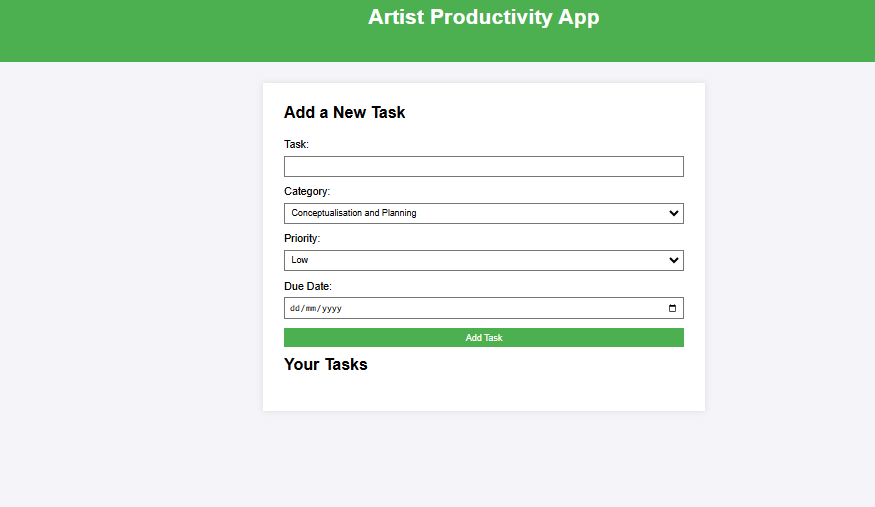 Artist Productivity App
Add a New Task
Task:
Category:
Conceptualisation and Planning
Priority:
Low
Due Date:
dd/mm/yyyy
Add Task
Your Tasks